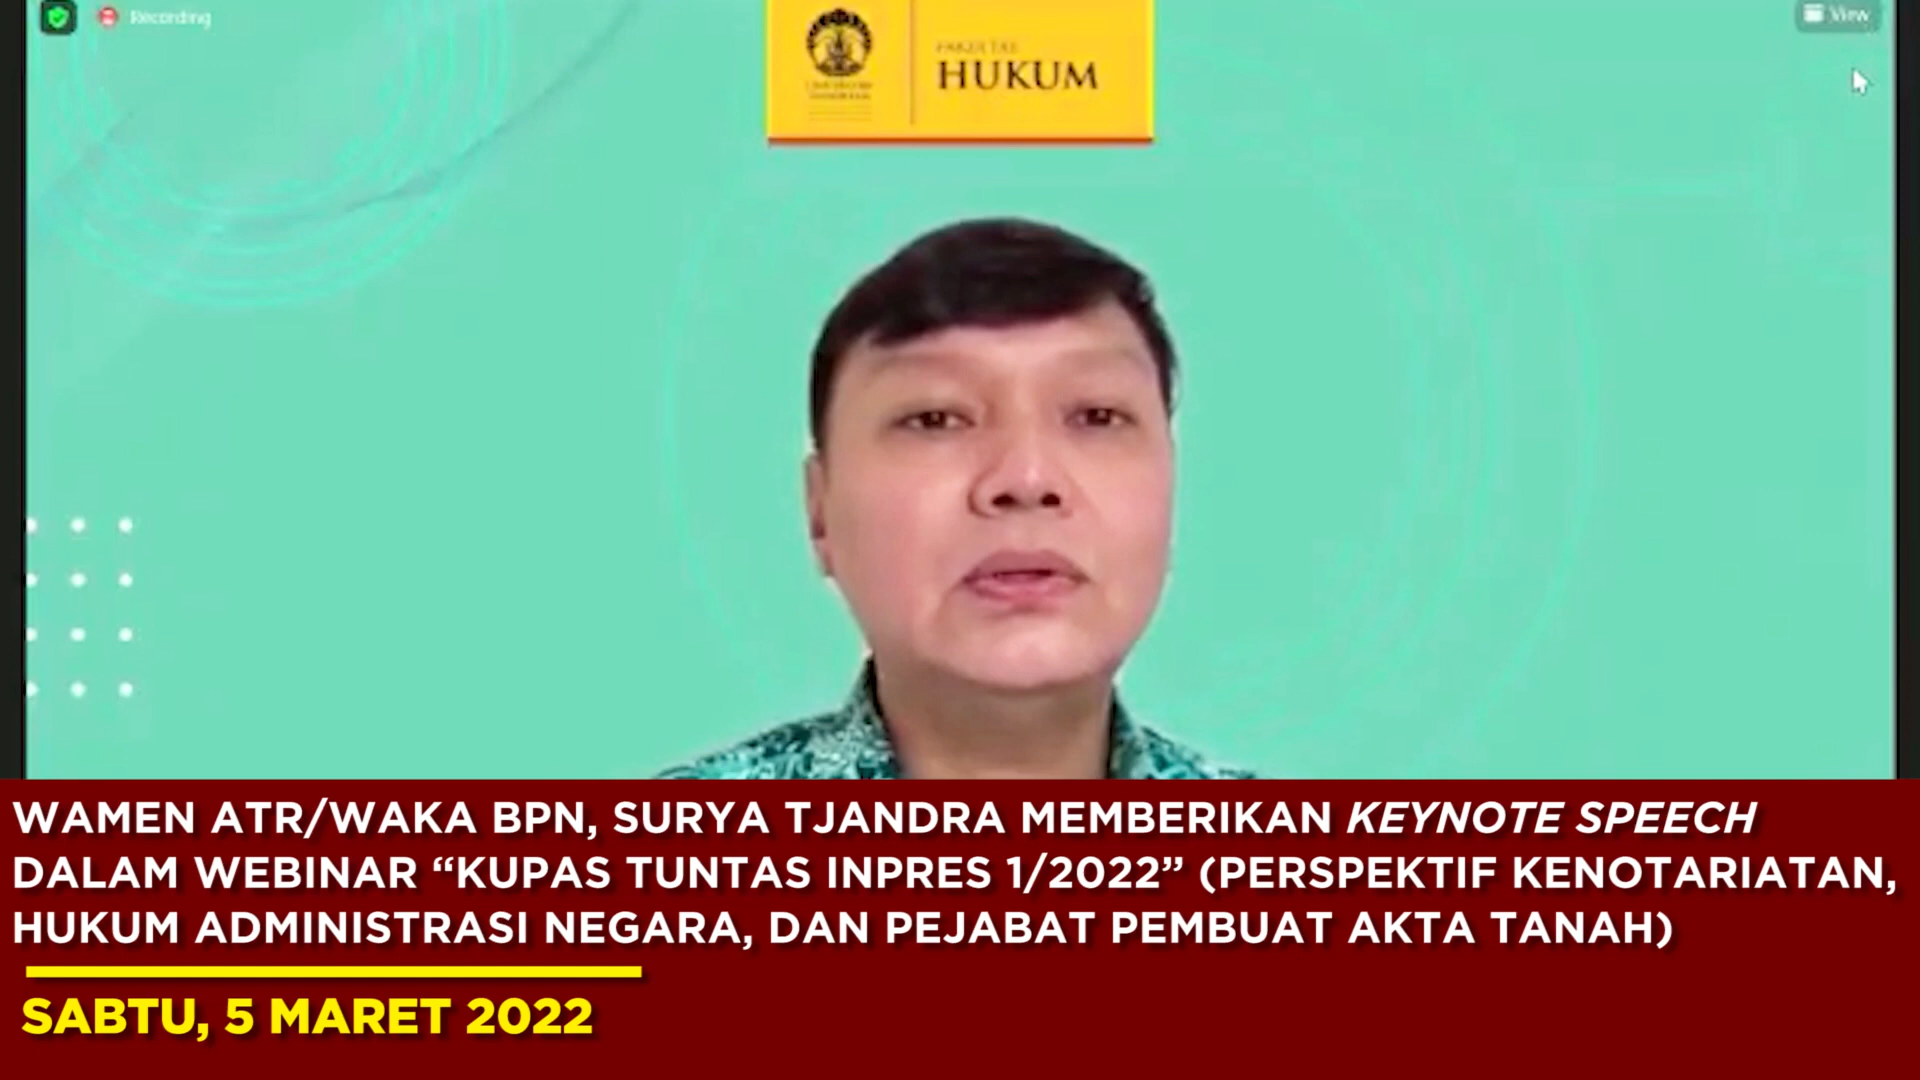 Recording
View
FAKULTAS
HUKUM
WAMEN ATR/WAKA BPN, SURYA TJANDRA MEMBERIKAN KEYNOTE SPEECH
DALAM WEBINAR “KUPAS TUNTAS INPRES 1/2022” (PERSPEKTIF KENOTARIATAN,
HUKUM ADMINISTRASI NEGARA, DAN PEJABAT PEMBUAT AKTA TANAH)
SABTU, 5 MARET 2022